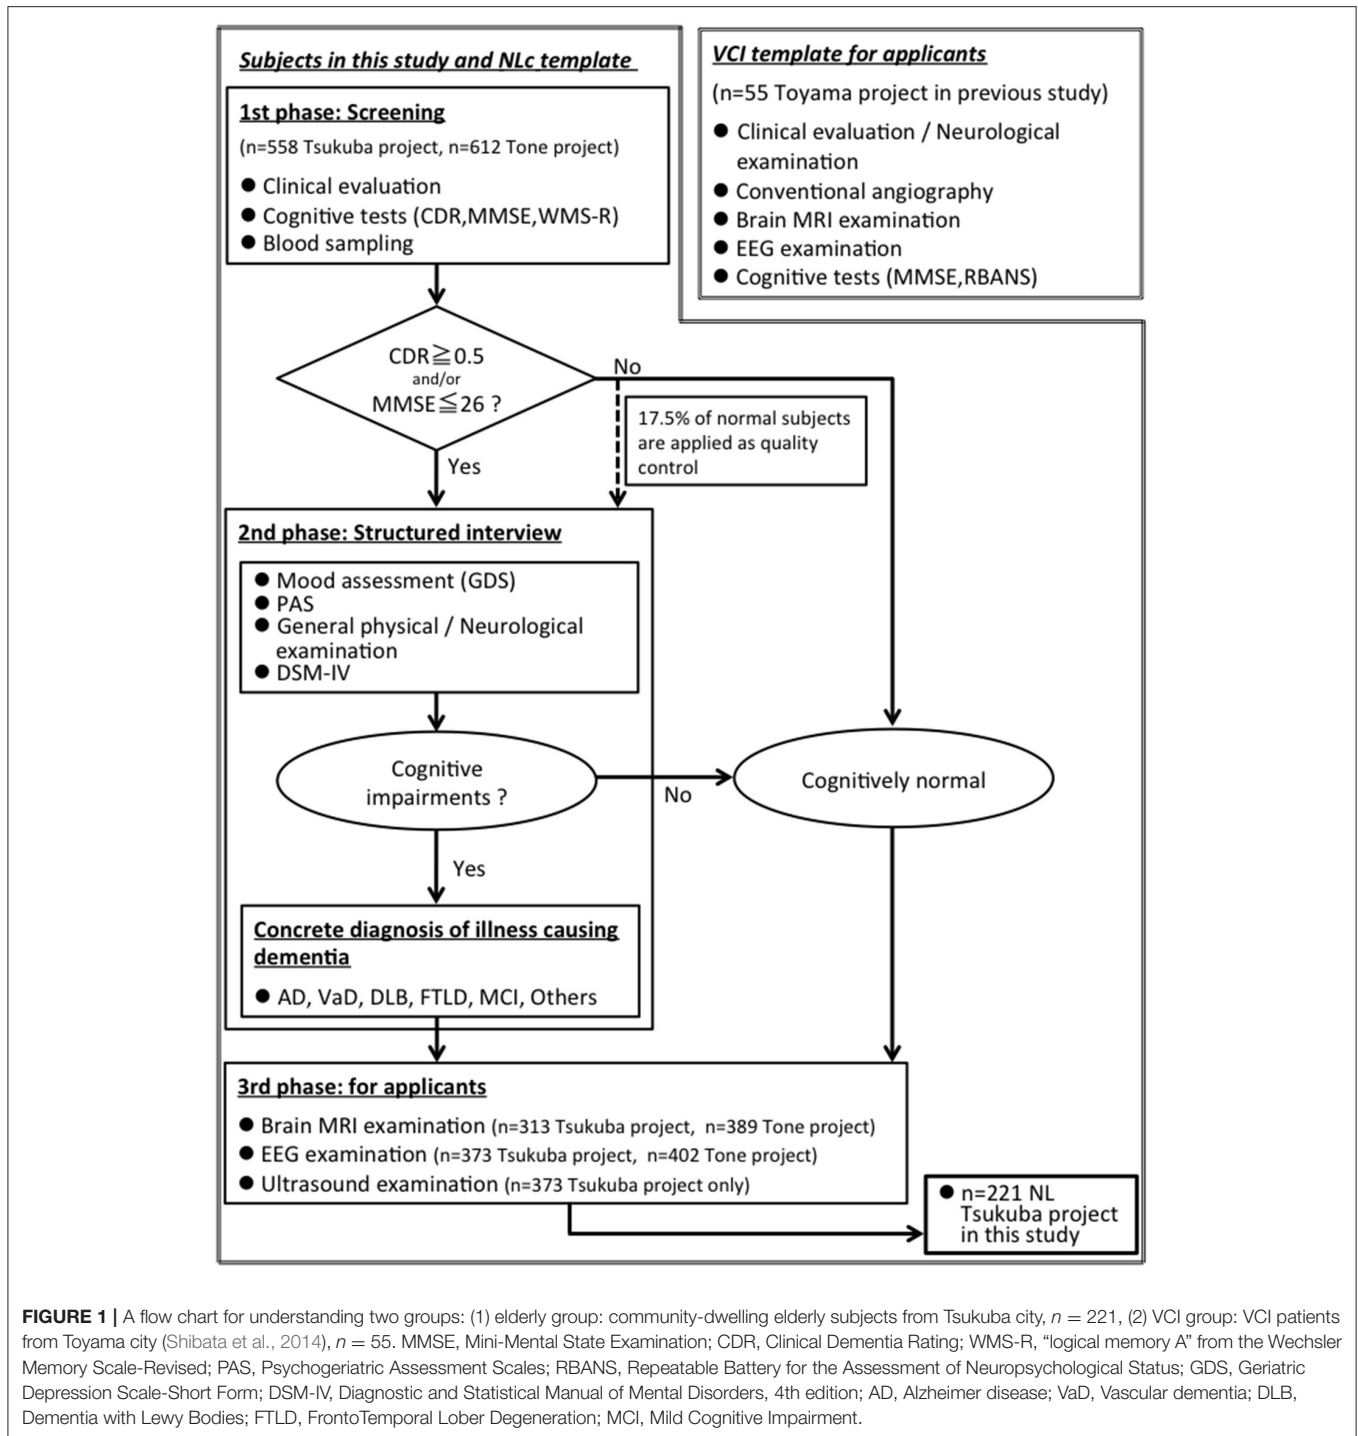 Subjects in this study and NLc template
1st phase: Screening
(n=558 Tsukuba project, n=612 Tone project)
● Clinical evaluation
● Cognitive tests (CDR,MMSE,WMS-R)
● Blood sampling
VCI template for applicants
(n=55 Toyama project in previous study)
● Clinical evaluation / Neurological
examination
● Conventional angiography
● Brain MRI examination
● EEG examination
● Cognitive tests (MMSE,RBANS)
CDR≧0.5
and/or
MMSE≦26 ?
No
17.5% of normal subjects
are applied as quality
control
Yes
2nd phase: Structured interview
● Mood assessment (GDS)
● PAS
● General physical / Neurological
examination
● DSM-IV
Cognitive
impairments ?
No
Cognitively normal
Yes
Concrete diagnosis of illness causing
dementia
● AD, VaD, DLB, FTLD, MCI, Others
3rd phase: for applicants
● Brain MRI examination (n=313 Tsukuba project, n=389 Tone project)
● EEG examination (n=373 Tsukuba project, n=402 Tone project)
● Ultrasound examination (n=373 Tsukuba project only)
● n=221 NL
Tsukuba project
in this study
FIGURE 1 | A flow chart for understanding two groups: (1) elderly group: community-dwelling elderly subjects from Tsukuba city, n = 221, (2) VCI group: VCI patients
from Toyama city (Shibata et al., 2014), n = 55. MMSE, Mini-Mental State Examination; CDR, Clinical Dementia Rating; WMS-R, “logical memory A” from the Wechsler
Memory Scale-Revised; PAS, Psychogeriatric Assessment Scales; RBANS, Repeatable Battery for the Assessment of Neuropsychological Status; GDS, Geriatric
Depression Scale-Short Form; DSM-IV, Diagnostic and Statistical Manual of Mental Disorders, 4th edition; AD, Alzheimer disease; VaD, Vascular dementia; DLB,
Dementia with Lewy Bodies; FTLD, FrontoTemporal Lober Degeneration; MCI, Mild Cognitive Impairment.